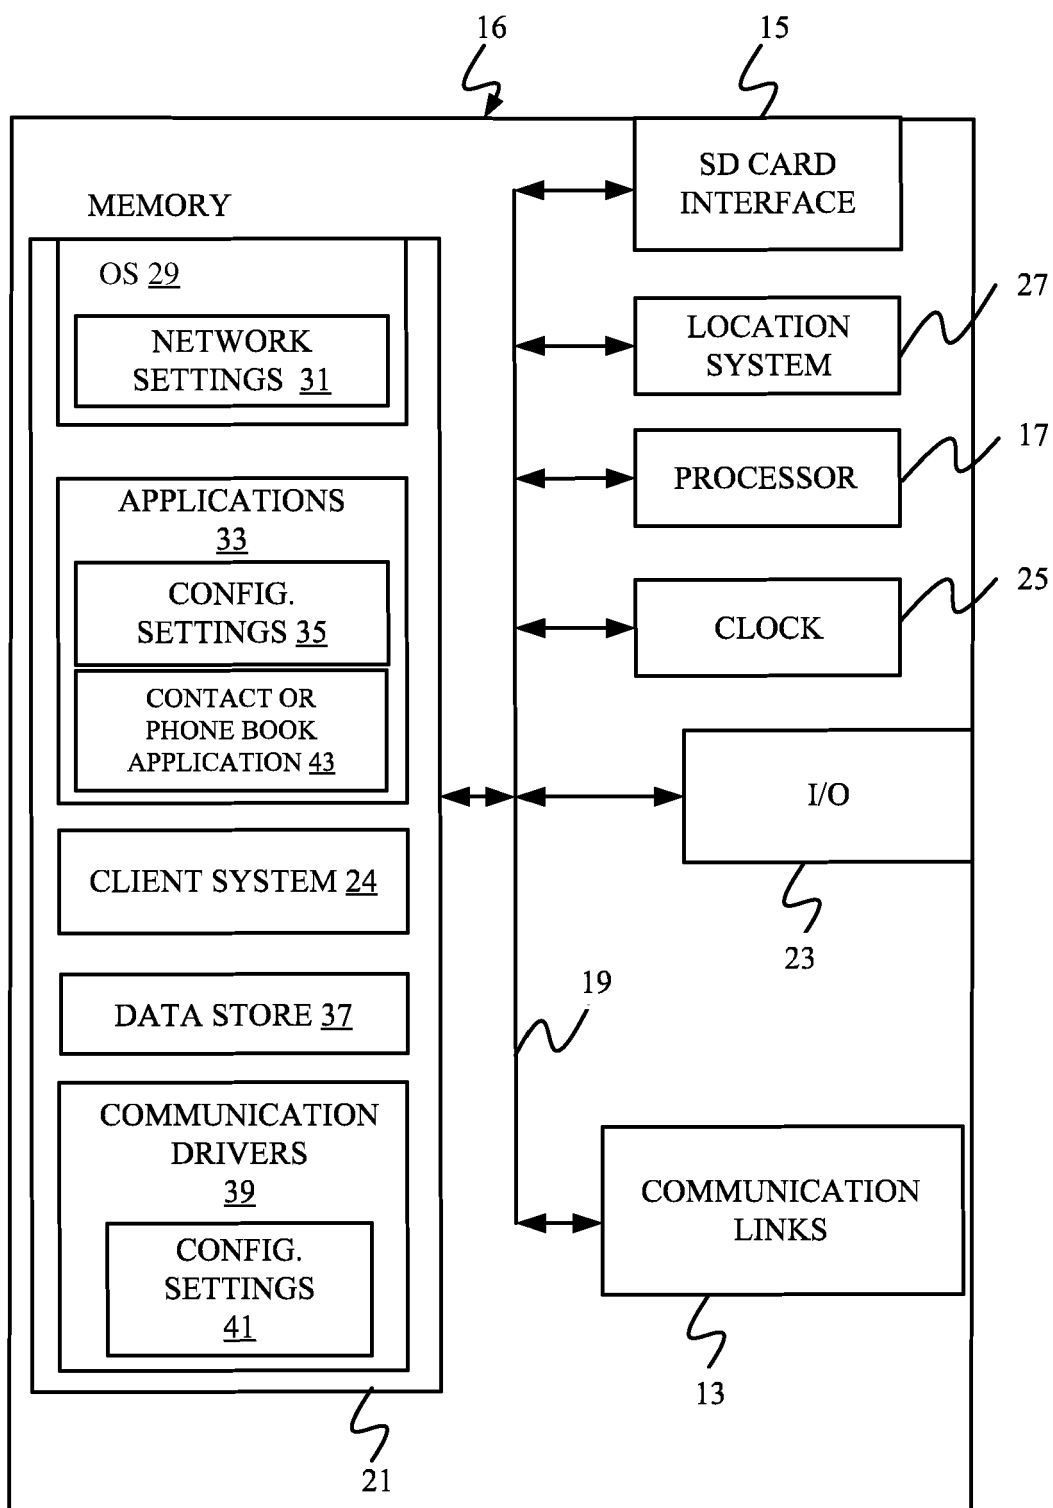 16
15
SD CARD
INTERFACE
MEMORY
OS 29
NETWORK
SETTINGS 31
27
LOCATION
SYSTEM
17
PROCESSOR
APPLICATIONS
33
CONFIG.
SETTINGS 35
25
CLOCK
CONTACT OR
PHONE BOOK
APPLICATION 43
I/O
CLIENT SYSTEM 24
23
19
DATA STORE 37
COMMUNICATION
DRIVERS
39
CONFIG.
SETTINGS
41
COMMUNICATION
LINKS
13
21